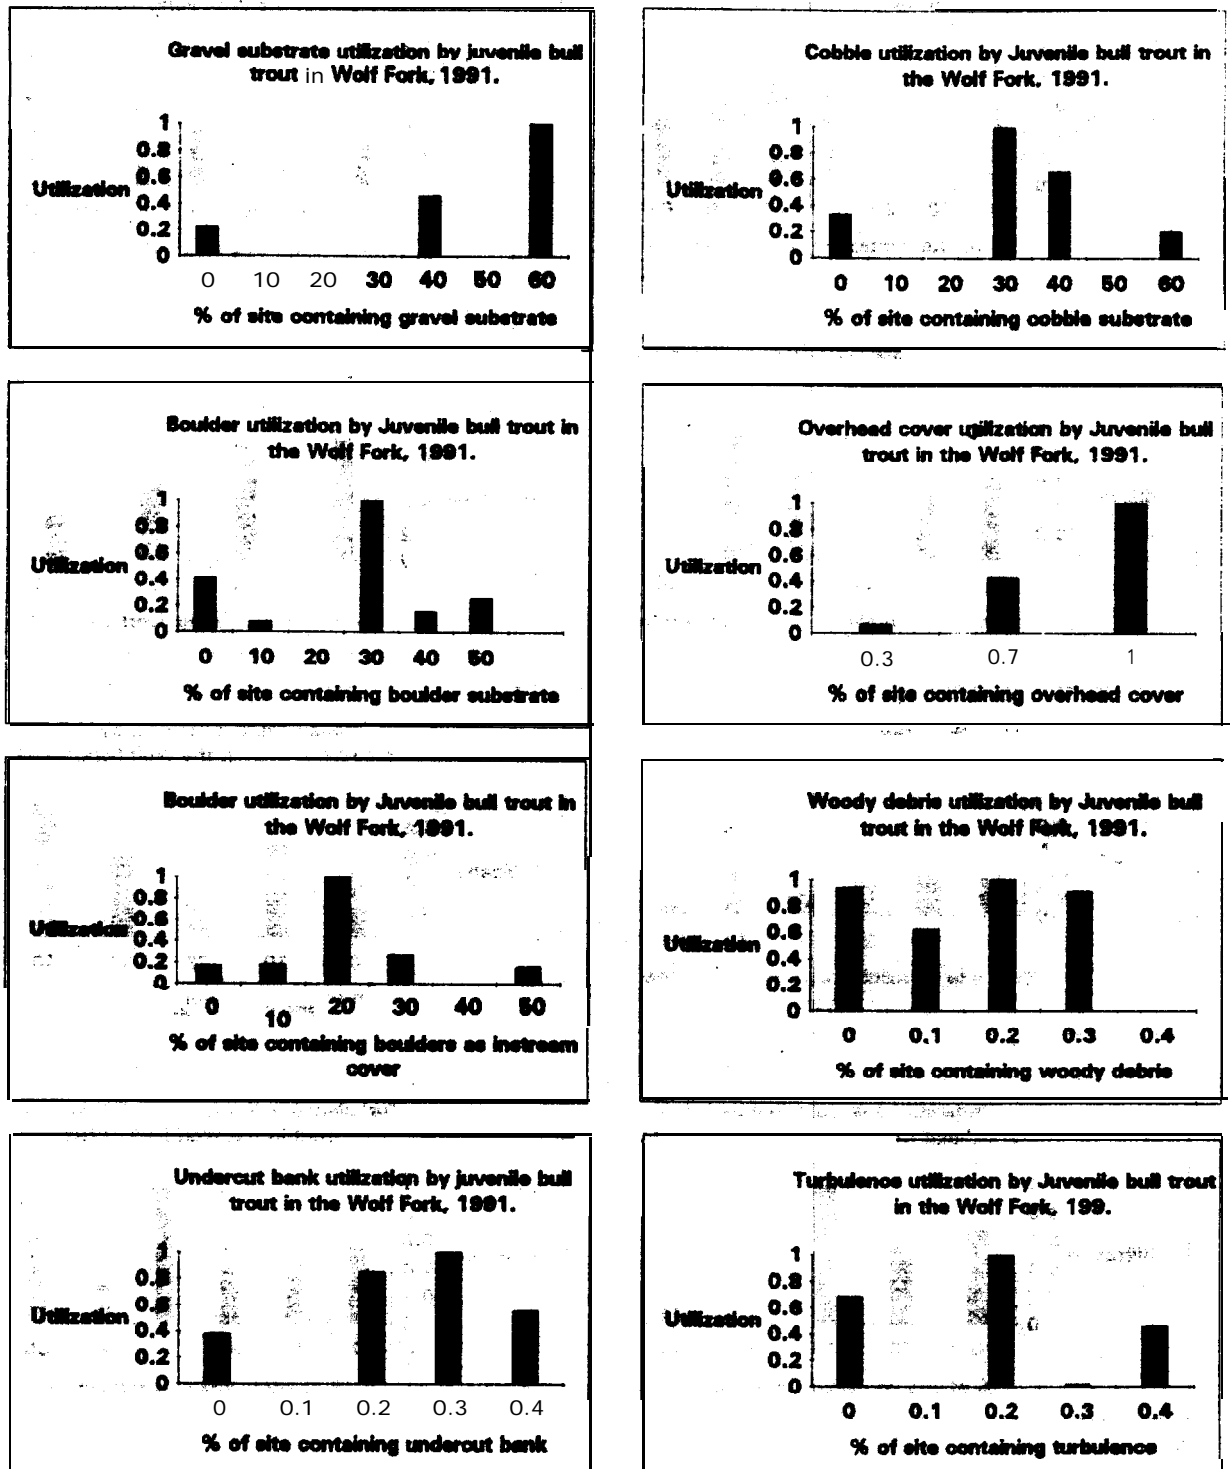 Gravel substrate utilization by juvenile bull
trout in Wolf Fork, 1991.
1
0.8
0.6
Utilization
0.4
0.2
0
0 10 20 30 40 50 60
% of site containing gravel substrate
Cobble utilization by Juvenile bull trout in
the Wolf Fork, 1991.
1
0.8
0.6
Utilization
0.4
0.2
0
0 10 20 30 40 50 60
% of site containing cobble substrate
Boulder utilization by Juvenile bull trout in
the Wolf Fork, 1991.
1
0.8
0.6
Utilization
0.4
0.2
0
0 10 20 30 40 50
% of site containing boulder substrate
Overhead cover utilization by Juvenile bull
trout in the Wolf Fork, 1991.
1
0.8
0.6
Utilization
0.4
0.2
0
0.3 0.7 1
% of site containing overhead cover
Boulder utilization by Juvenile bull trout in
the Wolf Fork, 1991.
1
0.8
0.6
Utilization
0.4
0.2
0
0 10 20 30 40 50
% of site containing boulders as instream
cover
Woody debris utilization by Juvenile bull
trout in the Wolf Fork, 1991.
1
0.8
0.6
Utilization
0.4
0.2
0
0 0.1 0.2 0.3 0.4
% of site containing woody debris
Undercut bank utilization by juvenile bull
trout in the Wolf Fork, 1991.
1
0.8
0.6
Utilization
0.4
0.2
0
0 0.1 0.2 0.3 0.4
% of site containing undercut bank
Turbulence utilization by Juvenile bull trout
in the Wolf Fork, 199.
1
0.8
0.6
Utilization
0.4
0.2
0
0 0.1 0.2 0.3 0.4
% of site containing turbulence